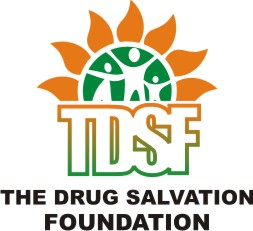 TDSF
THE DRUG SALVATION
FOUNDATION